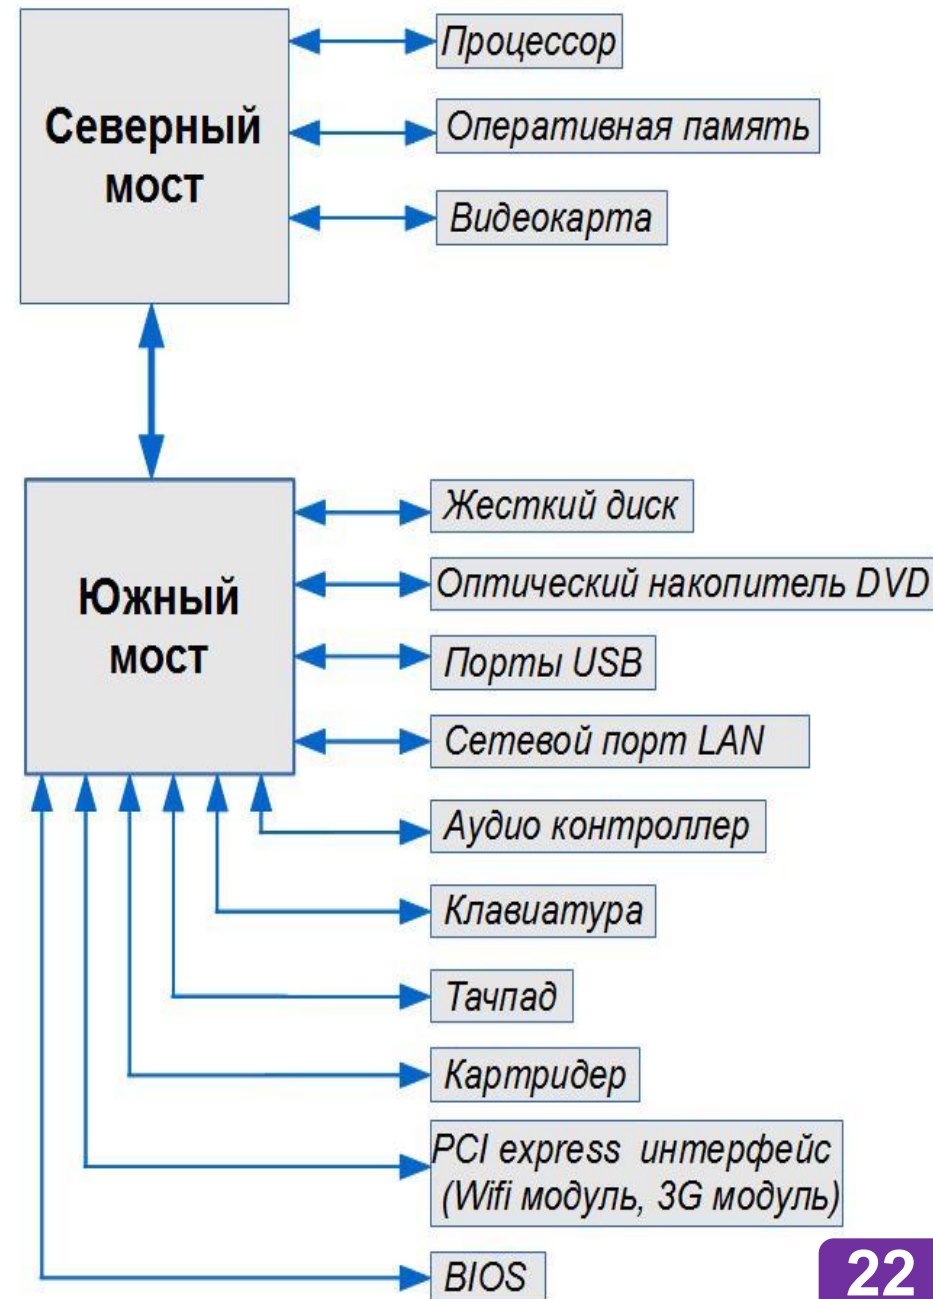 Северный
мост
Процессор
Оперативная память
Видеокарта
Южный
мост
Жесткий диск
Оптический накопитель DVD
Порты USB
Сетевой порт LAN
Аудио контроллер
Клавиатура
Тачпад
Картридер
PCI express интерфейс
(Wifi модуль, 3G модуль)
BIOS
22